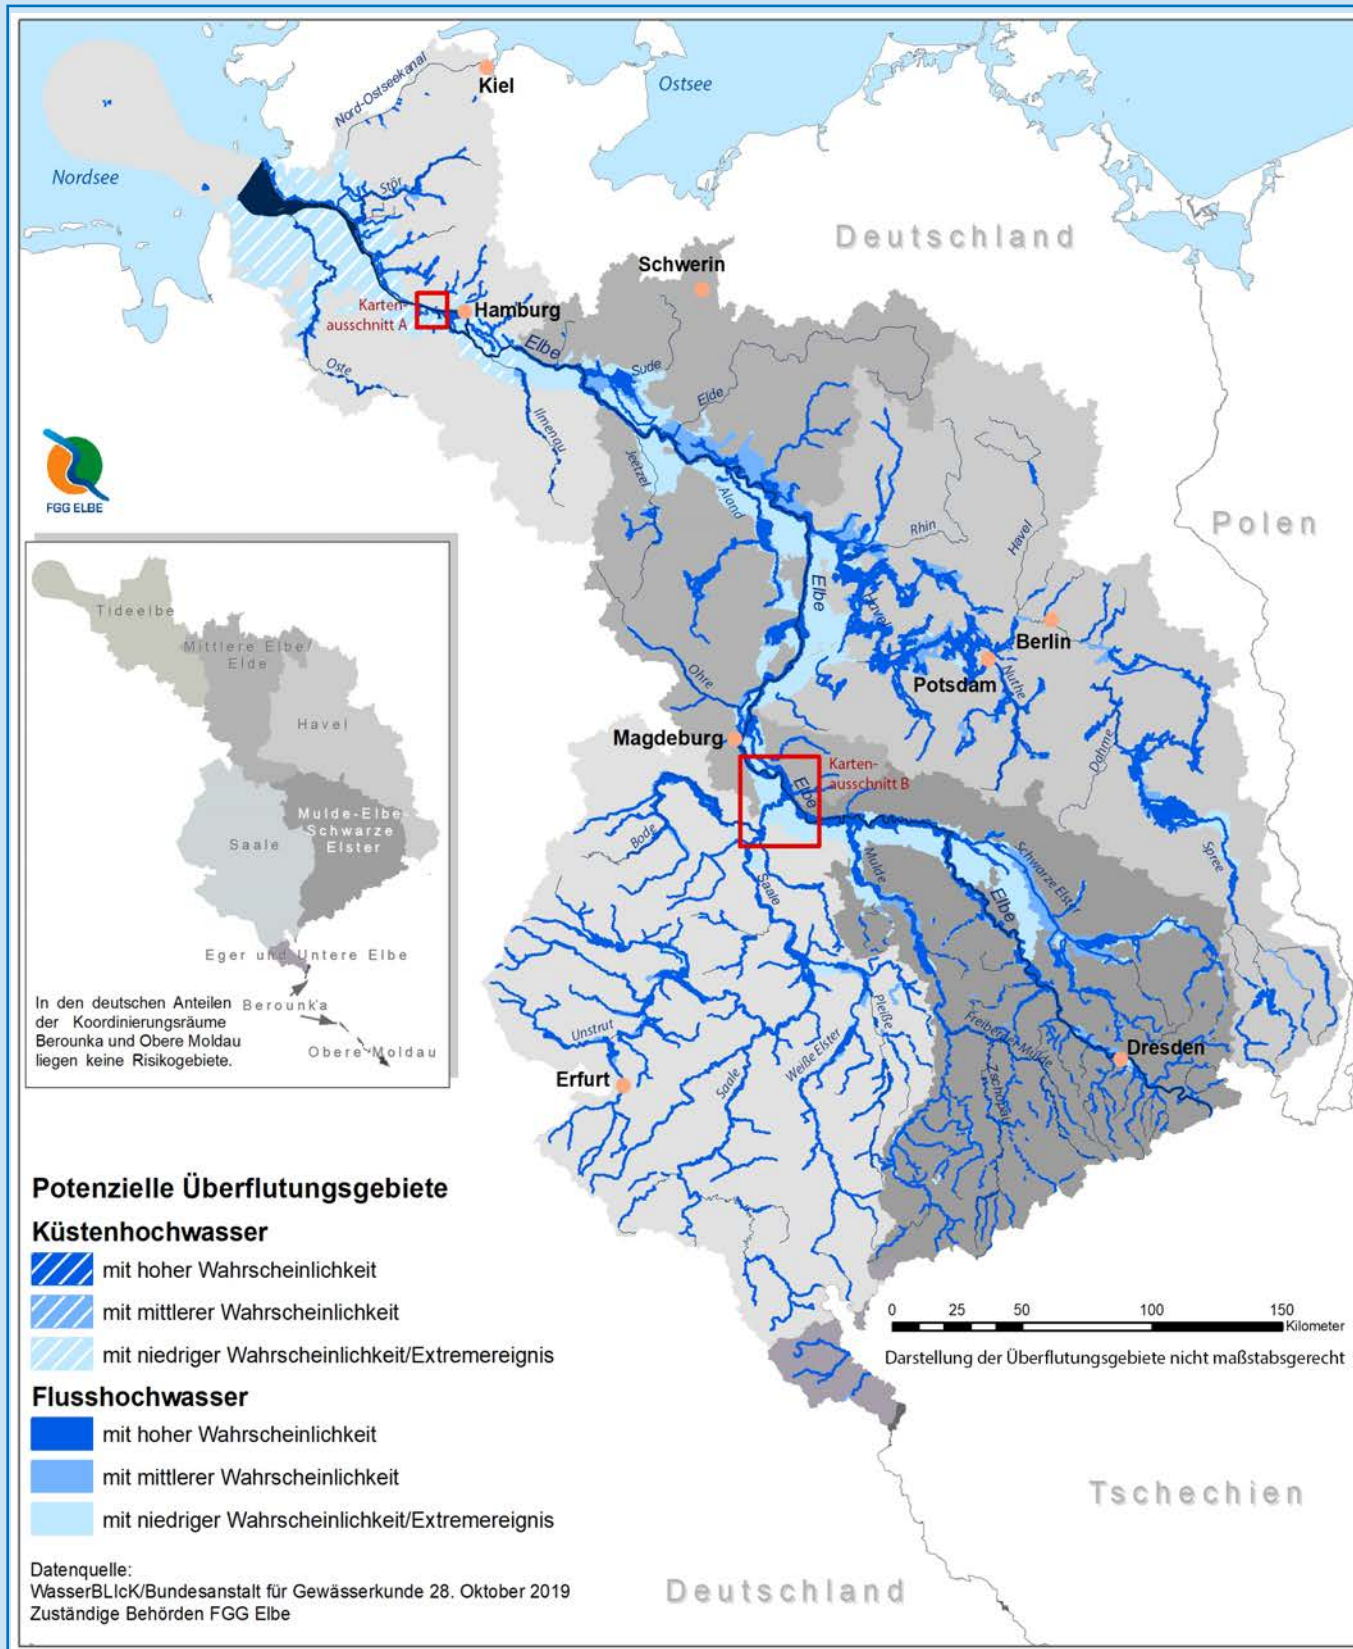 Kiel
Nord-Ostseekanal
Ostsee
Nordsee
Stör
Deutschland
Schwerin
Karten-
ausschnitt A
Hamburg
Elbe
Sude
Elde
Oste
Ilmenau
Jeetzel
Aland
FGG ELBE
Polen
Rhin
Havel
Elbe
Havel
Berlin
Potsdam
Nuthe
Ohre
Dahme
Magdeburg
Karten-
ausschnitt B
Elbe
Bode
Saale
Mulde
Elbe
Schwarze Elster
Spree
Unstrut
Pleiße
Weiße Elster
Saale
Freiberger Mulde
Zschopau
Dresden
Erfurt
Tideelbe
Mittlere Elbe/
Elde
Havel
Mulde-Elbe-
Schwarze
Elster
Saale
Eger und Untere Elbe
Berounka
Obere Moldau
In den deutschen Anteilen
der Koordinierungsräume
Berounka und Obere Moldau
liegen keine Risikogebiete.
Potenzielle Überflutungsgebiete
Küstenhochwasser
mit hoher Wahrscheinlichkeit
mit mittlerer Wahrscheinlichkeit
mit niedriger Wahrscheinlichkeit/Extremereignis
Flusshochwasser
mit hoher Wahrscheinlichkeit
mit mittlerer Wahrscheinlichkeit
mit niedriger Wahrscheinlichkeit/Extremereignis
Datenquelle:
WasserBLIcK/Bundesanstalt für Gewässerkunde 28. Oktober 2019
Zuständige Behörden FGG Elbe
0 25 50 100 150
Kilometer
Darstellung der Überflutungsgebiete nicht maßstabsgerecht
Tschechien
Deutschland